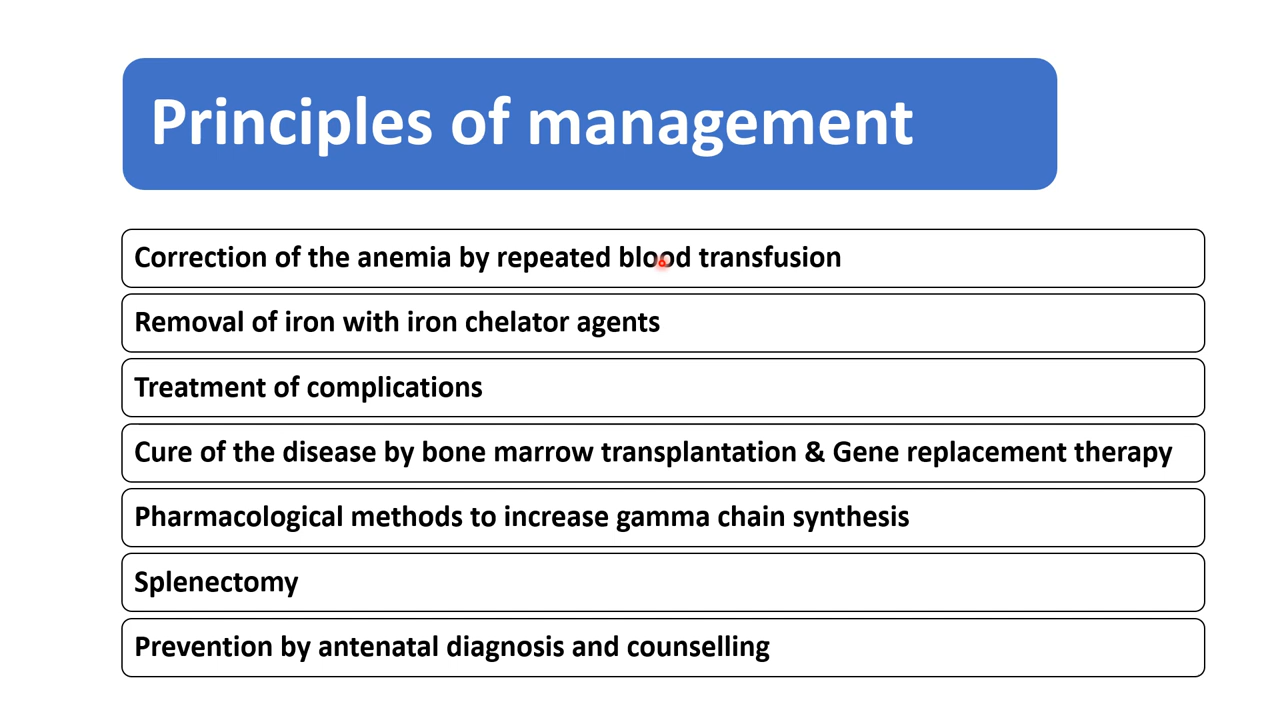 Principles of management
Correction of the anemia by repeated blood transfusion
Removal of iron with iron chelator agents
Treatment of complications
Cure of the disease by bone marrow transplantation & Gene replacement therapy
Pharmacological methods to increase gamma chain synthesis
Splenectomy
Prevention by antenatal diagnosis and counselling